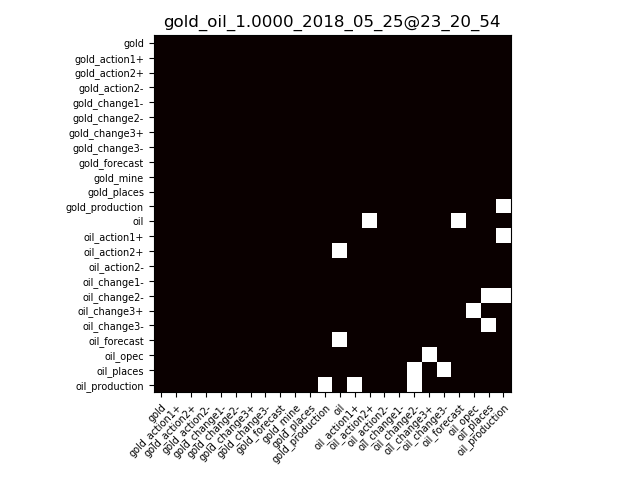 gold_oil_1.0000_2018_05_25@23_20_54
gold
gold_action1+
gold_action2+
gold_action2-
gold_change1-
gold_change2-
gold_change3+
gold_change3-
gold_forecast
gold_mine
gold_places
gold_production
oil
oil_action1+
oil_action2+
oil_action2-
oil_change1-
oil_change2-
oil_change3+
oil_change3-
oil_forecast
oil_opec
oil_places
oil_production
gold
gold_action1+
gold_action2+
gold_action2-
gold_change1-
gold_change2-
gold_change3+
gold_change3-
gold_forecast
gold_mine
gold_places
gold_production
oil
oil_action1+
oil_action2+
oil_action2-
oil_change1-
oil_change2-
oil_change3+
oil_change3-
oil_forecast
oil_opec
oil_places
oil_production